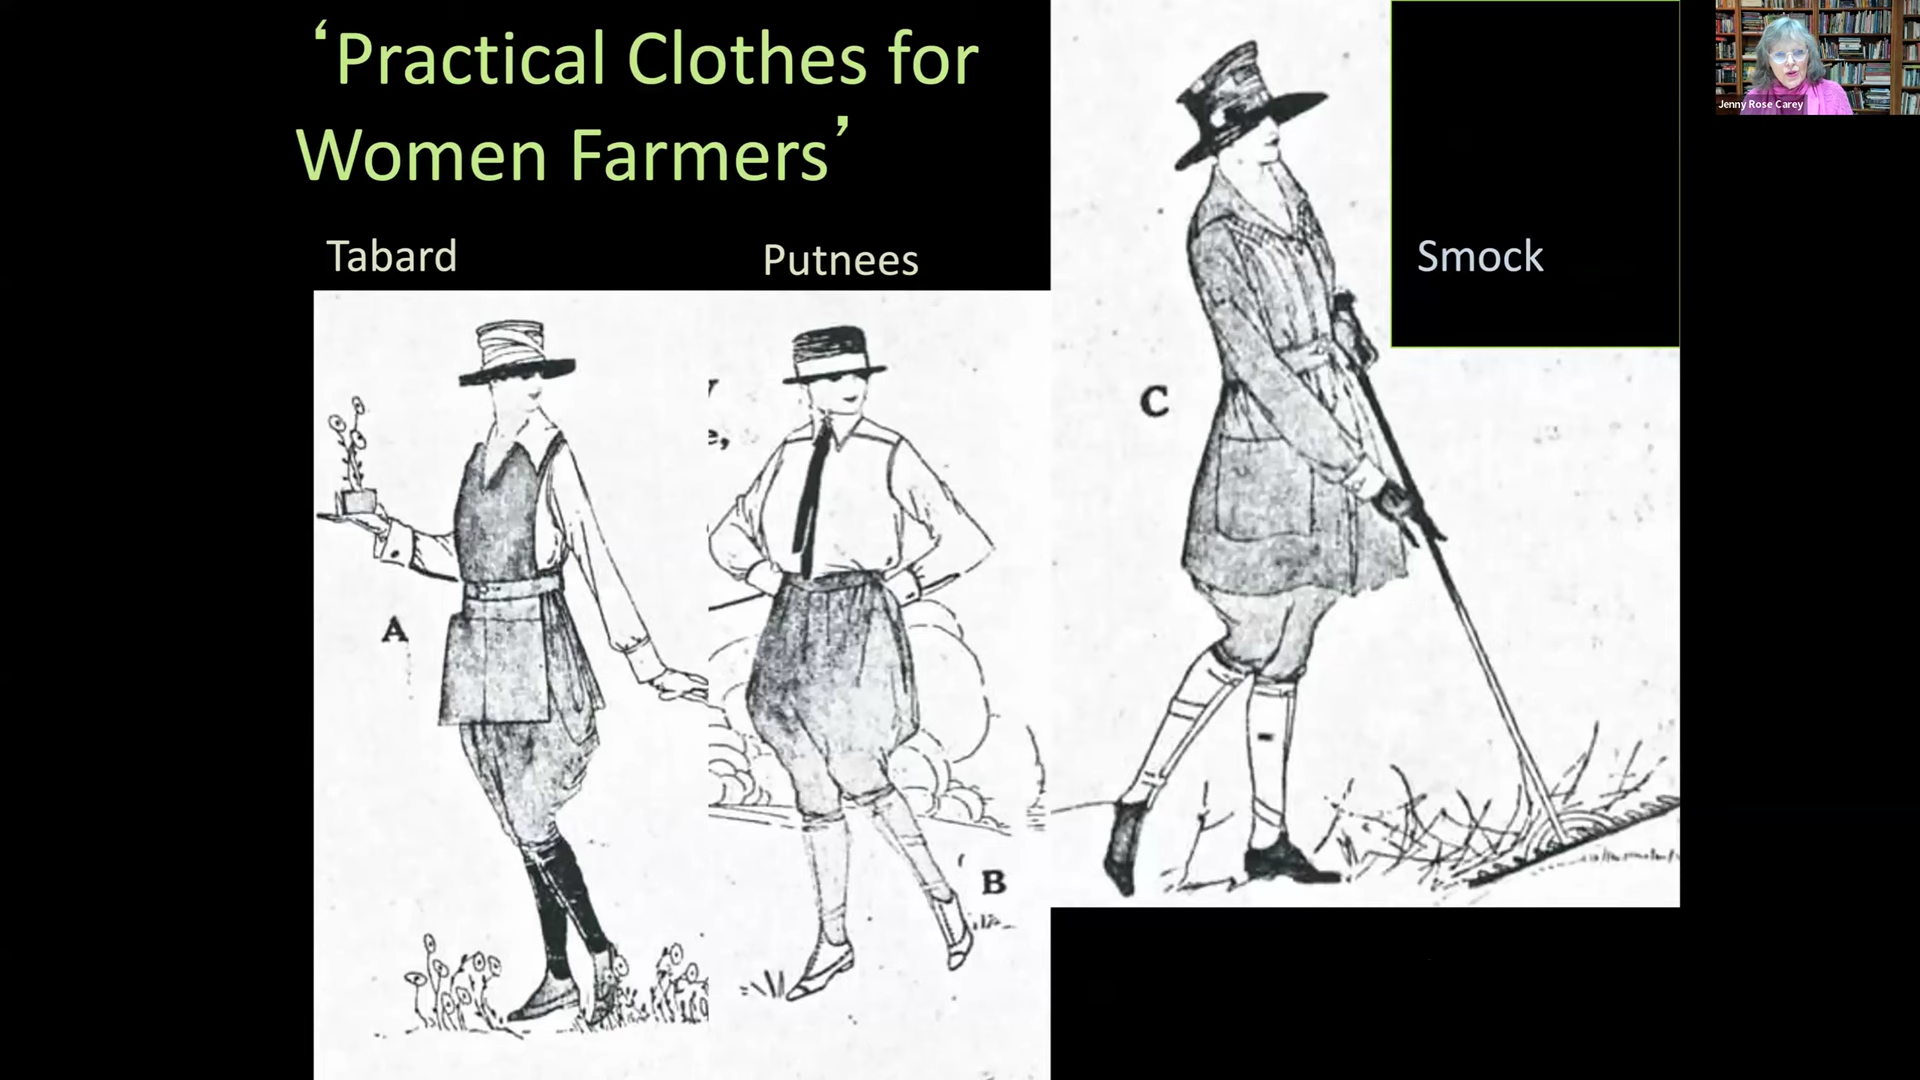 ‘Practical Clothes for
Women Farmers’
Tabard
Putnees
Smock
A
B
C
Jenny Rose Carey